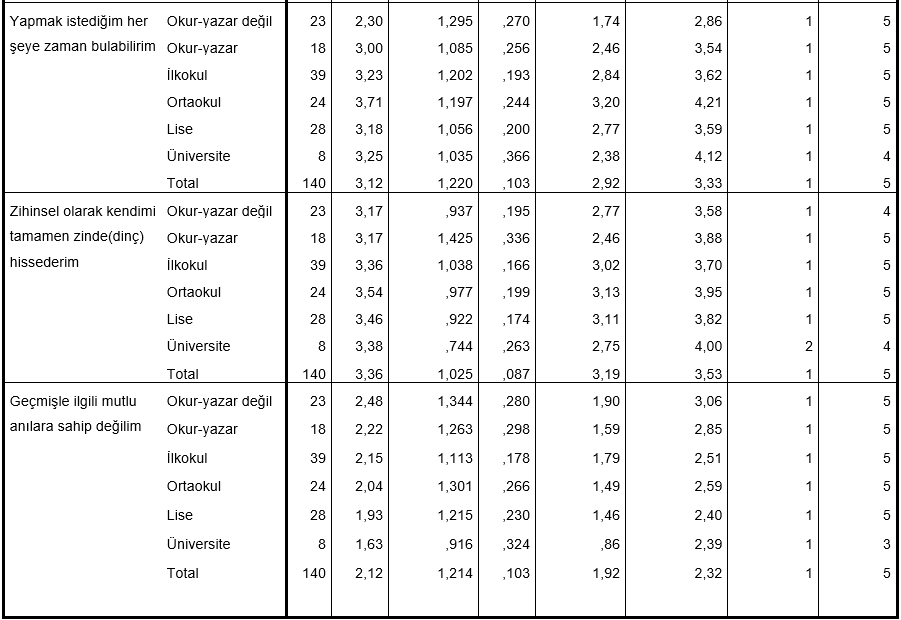 Yapmak istediğim her Okur-yazar değil 23 2,30 1,295 ,270 1,74 2,86 1 5
şeye zaman bulabilirim Okur-yazar 18 3,00 1,085 ,256 2,46 3,54 1 5
İlkokul 39 3,23 1,202 ,193 2,84 3,62 1 5
Ortaokul 24 3,71 1,197 ,244 3,20 4,21 1 5
Lise 28 3,18 1,056 ,200 2,77 3,59 1 5
Üniversite 8 3,25 1,035 ,366 2,38 4,12 1 4
Total 140 3,12 1,220 ,103 2,92 3,33 1 5
Zihinsel olarak kendimi Okur-yazar değil 23 3,17 ,937 ,195 2,77 3,58 1 4
tamamen zinde(dinç) Okur-yazar 18 3,17 1,425 ,336 2,46 3,88 1 5
hissederim İlkokul 39 3,36 1,038 ,166 3,02 3,70 1 5
Ortaokul 24 3,54 ,977 ,199 3,13 3,95 1 5
Lise 28 3,46 ,922 ,174 3,11 3,82 1 5
Üniversite 8 3,38 ,744 ,263 2,75 4,00 2 4
Total 140 3,36 1,025 ,087 3,19 3,53 1 5
Geçmişle ilgili mutlu Okur-yazar değil 23 2,48 1,344 ,280 1,90 3,06 1 5
anılara sahip değilim Okur-yazar 18 2,22 1,263 ,298 1,59 2,85 1 5
İlkokul 39 2,15 1,113 ,178 1,79 2,51 1 5
Ortaokul 24 2,04 1,301 ,266 1,49 2,59 1 5
Lise 28 1,93 1,215 ,230 1,46 2,40 1 5
Üniversite 8 1,63 ,916 ,324 ,86 2,39 1 3
Total 140 2,12 1,214 ,103 1,92 2,32 1 5